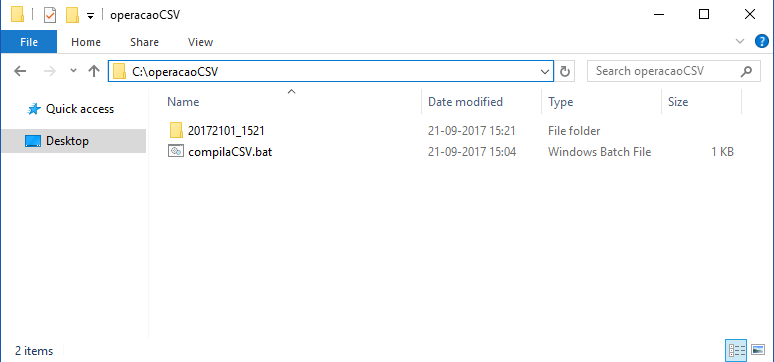 operacaoCSV
File Home Share View
C:\operacaoCSV Search operacaoCSV
Quick access
Desktop
Name Date modified Type Size
20172101_1521 21-09-2017 15:21 File folder
compilaCSV.bat 21-09-2017 15:04 Windows Batch File 1 KB
2 items